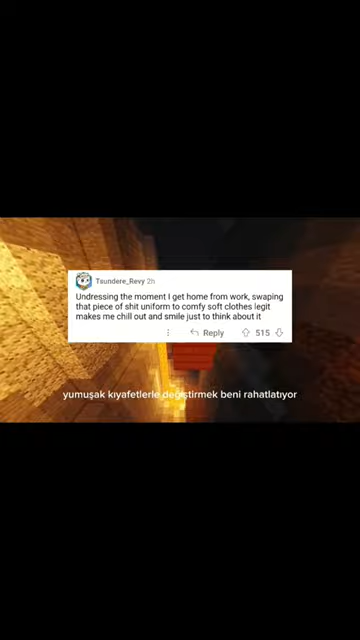 Tsundere_Revy 2h
Undressing the moment I get home from work, swaping
that piece of shit uniform to comfy soft clothes legit
makes me chill out and smile just to think about it
Reply 515
yumuşak kıyafetlerle değiştirmek beni rahatlatıyor